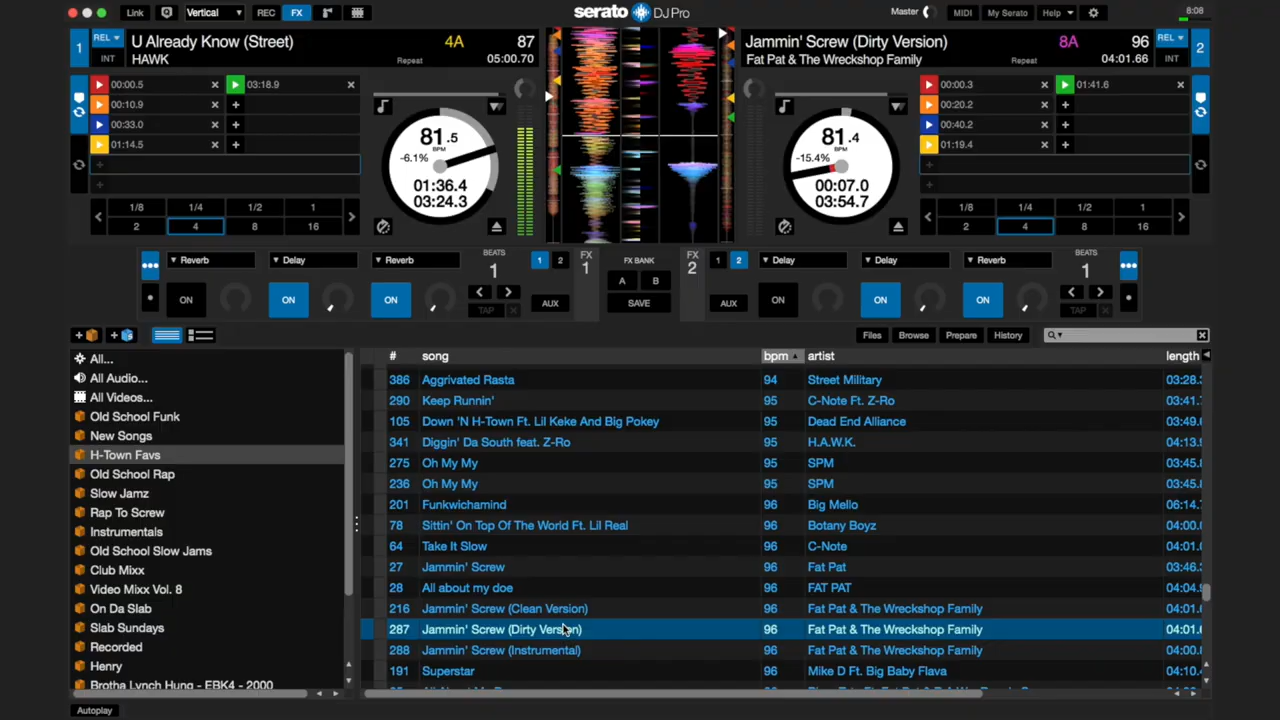 Link Vertical REC FX serato DJ Pro Master MIDI My Serato Help 8:08
1 REL U Already Know (Street) 4A 87 Jammin' Screw (Dirty Version) 8A 96 REL 2
INT HAWK Repeat 05:00.70 Fat Pat & The Wreckshop Family Repeat 04:01.66 INT
00:00.5 03:18.9 00:00.3 01:41.6
00:10.9 00:20.2
00:33.0 00:40.2
01:14.5 01:19.4
81.5 BPM 81.4 BPM
-6.1% -15.4%
01:36.4 00:07.0
03:24.3 03:54.7
1/8 1/4 1/2 1 1/8 1/4 1/2 1
2 4 8 16 2 4 8 16
Reverb Delay Reverb BEATS 1 1 2 FX 1 FX BANK FX 2 1 2 Delay Delay Reverb BEATS 1
A B
ON ON ON TAP AUX SAVE AUX ON ON ON TAP
Files Browse Prepare History
# song bpm artist length
All...
All Audio...
All Videos...
Old School Funk
New Songs
H-Town Favs
Old School Rap
Slow Jamz
Rap To Screw
Instrumentals
Old School Slow Jams
Club Mixx
Video Mixx Vol. 8
On Da Slab
Slab Sundays
Recorded
Henry
Brotha Lynch Hung - EBK4 - 2000
386 Aggrivated Rasta 94 Street Military 03:28.
290 Keep Runnin' 95 C-Note Ft. Z-Ro 03:41.
105 Down 'N H-Town Ft. Lil Keke And Big Pokey 95 Dead End Alliance 03:49.
341 Diggin' Da South feat. Z-Ro 95 H.A.W.K. 04:13.
275 Oh My My 95 SPM 03:45.
236 Oh My My 95 SPM 03:45.
201 Funkwichamind 96 Big Mello 06:14.
78 Sittin' On Top Of The World Ft. Lil Real 96 Botany Boyz 04:00.
64 Take It Slow 96 C-Note 04:01.
27 Jammin' Screw 96 Fat Pat 03:46.
28 All about my doe 96 FAT PAT 04:04.
216 Jammin' Screw (Clean Version) 96 Fat Pat & The Wreckshop Family 04:01.
287 Jammin' Screw (Dirty Version) 96 Fat Pat & The Wreckshop Family 04:01.
288 Jammin' Screw (Instrumental) 96 Fat Pat & The Wreckshop Family 04:00.
191 Superstar 96 Mike D Ft. Big Baby Flava 04:10.
Autoplay